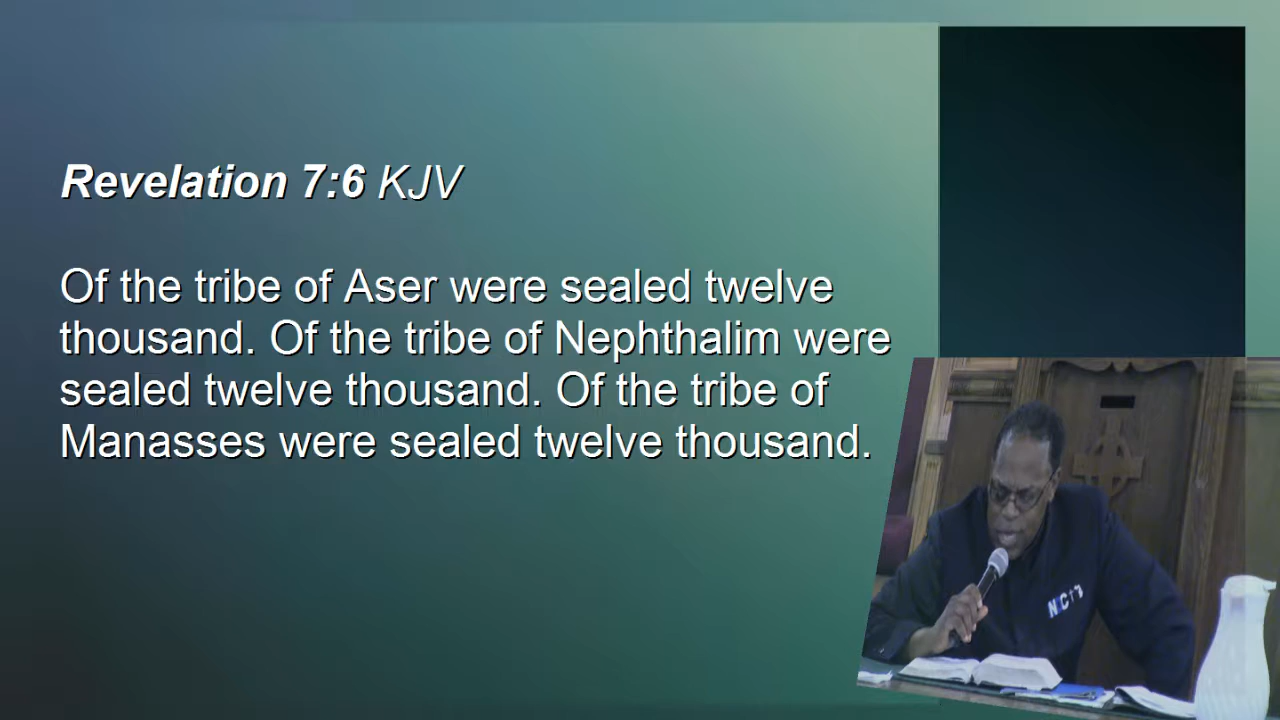 Revelation 7:6 KJV
Of the tribe of Aser were sealed twelve
thousand. Of the tribe of Nephthalim were
sealed twelve thousand. Of the tribe of
Manasses were sealed twelve thousand.